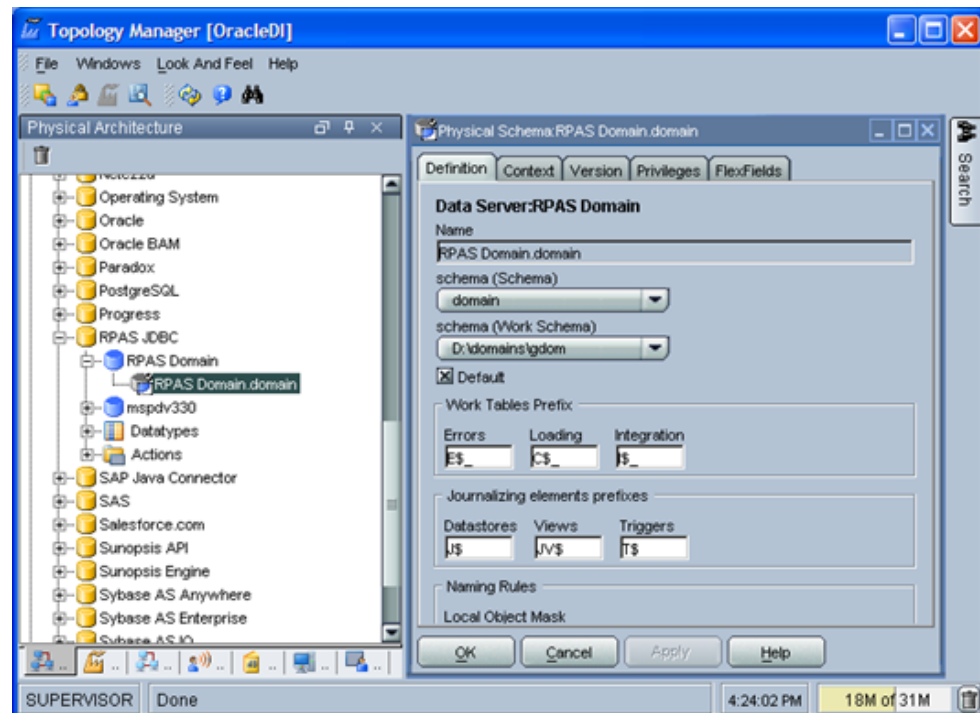 Topology Manager [OracleDI]
File Windows Look And Feel Help
Physical Architecture
Netezza
Operating System
Oracle
Oracle BAM
Paradox
PostgreSQL
Progress
RPAS JDBC
RPAS Domain
RPAS Domain.domain
mspdv330
Datatypes
Actions
SAP Java Connector
SAS
Salesforce.com
Sunopsis API
Sunopsis Engine
Sybase AS Anywhere
Sybase AS Enterprise
Sybase AS IQ
Physical Schema:RPAS Domain.domain
Definition Context Version Privileges FlexFields
Data Server:RPAS Domain
Name
RPAS Domain.domain
schema (Schema)
domain
schema (Work Schema)
D:\domains\gdom
Default
Work Tables Prefix
Errors Loading Integration
E$_ C$_ I$_
Journalizing elements prefixes
Datastores Views Triggers
J$ JV$ T$
Naming Rules
Local Object Mask
OK Cancel Apply Help
Search
SUPERVISOR Done 4:24:02 PM 18M of 31M